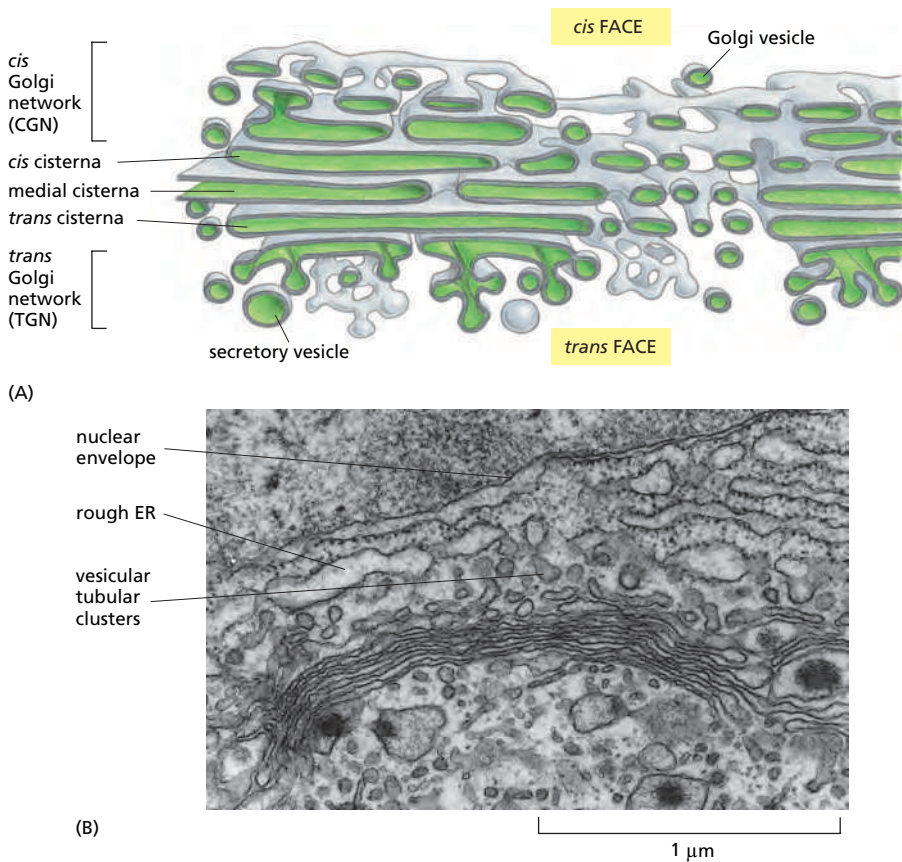 cis FACE
Golgi vesicle
cis
Golgi
network
(CGN)
cis cisterna
medial cisterna
trans cisterna
trans
Golgi
network
(TGN)
secretory vesicle
trans FACE
(A)
nuclear
envelope
rough ER
vesicular
tubular
clusters
(B)
1 μm